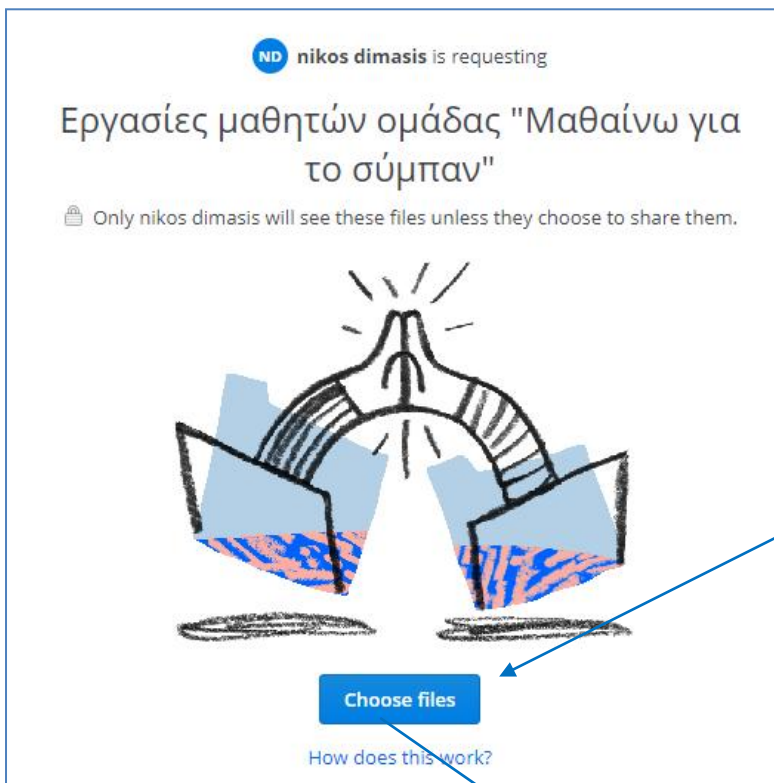 ND nikos dimasis is requesting
Εργασίες μαθητών ομάδας "Μαθαίνω για
το σύμπαν"
Only nikos dimasis will see these files unless they choose to share them.
Choose files
How does this work?